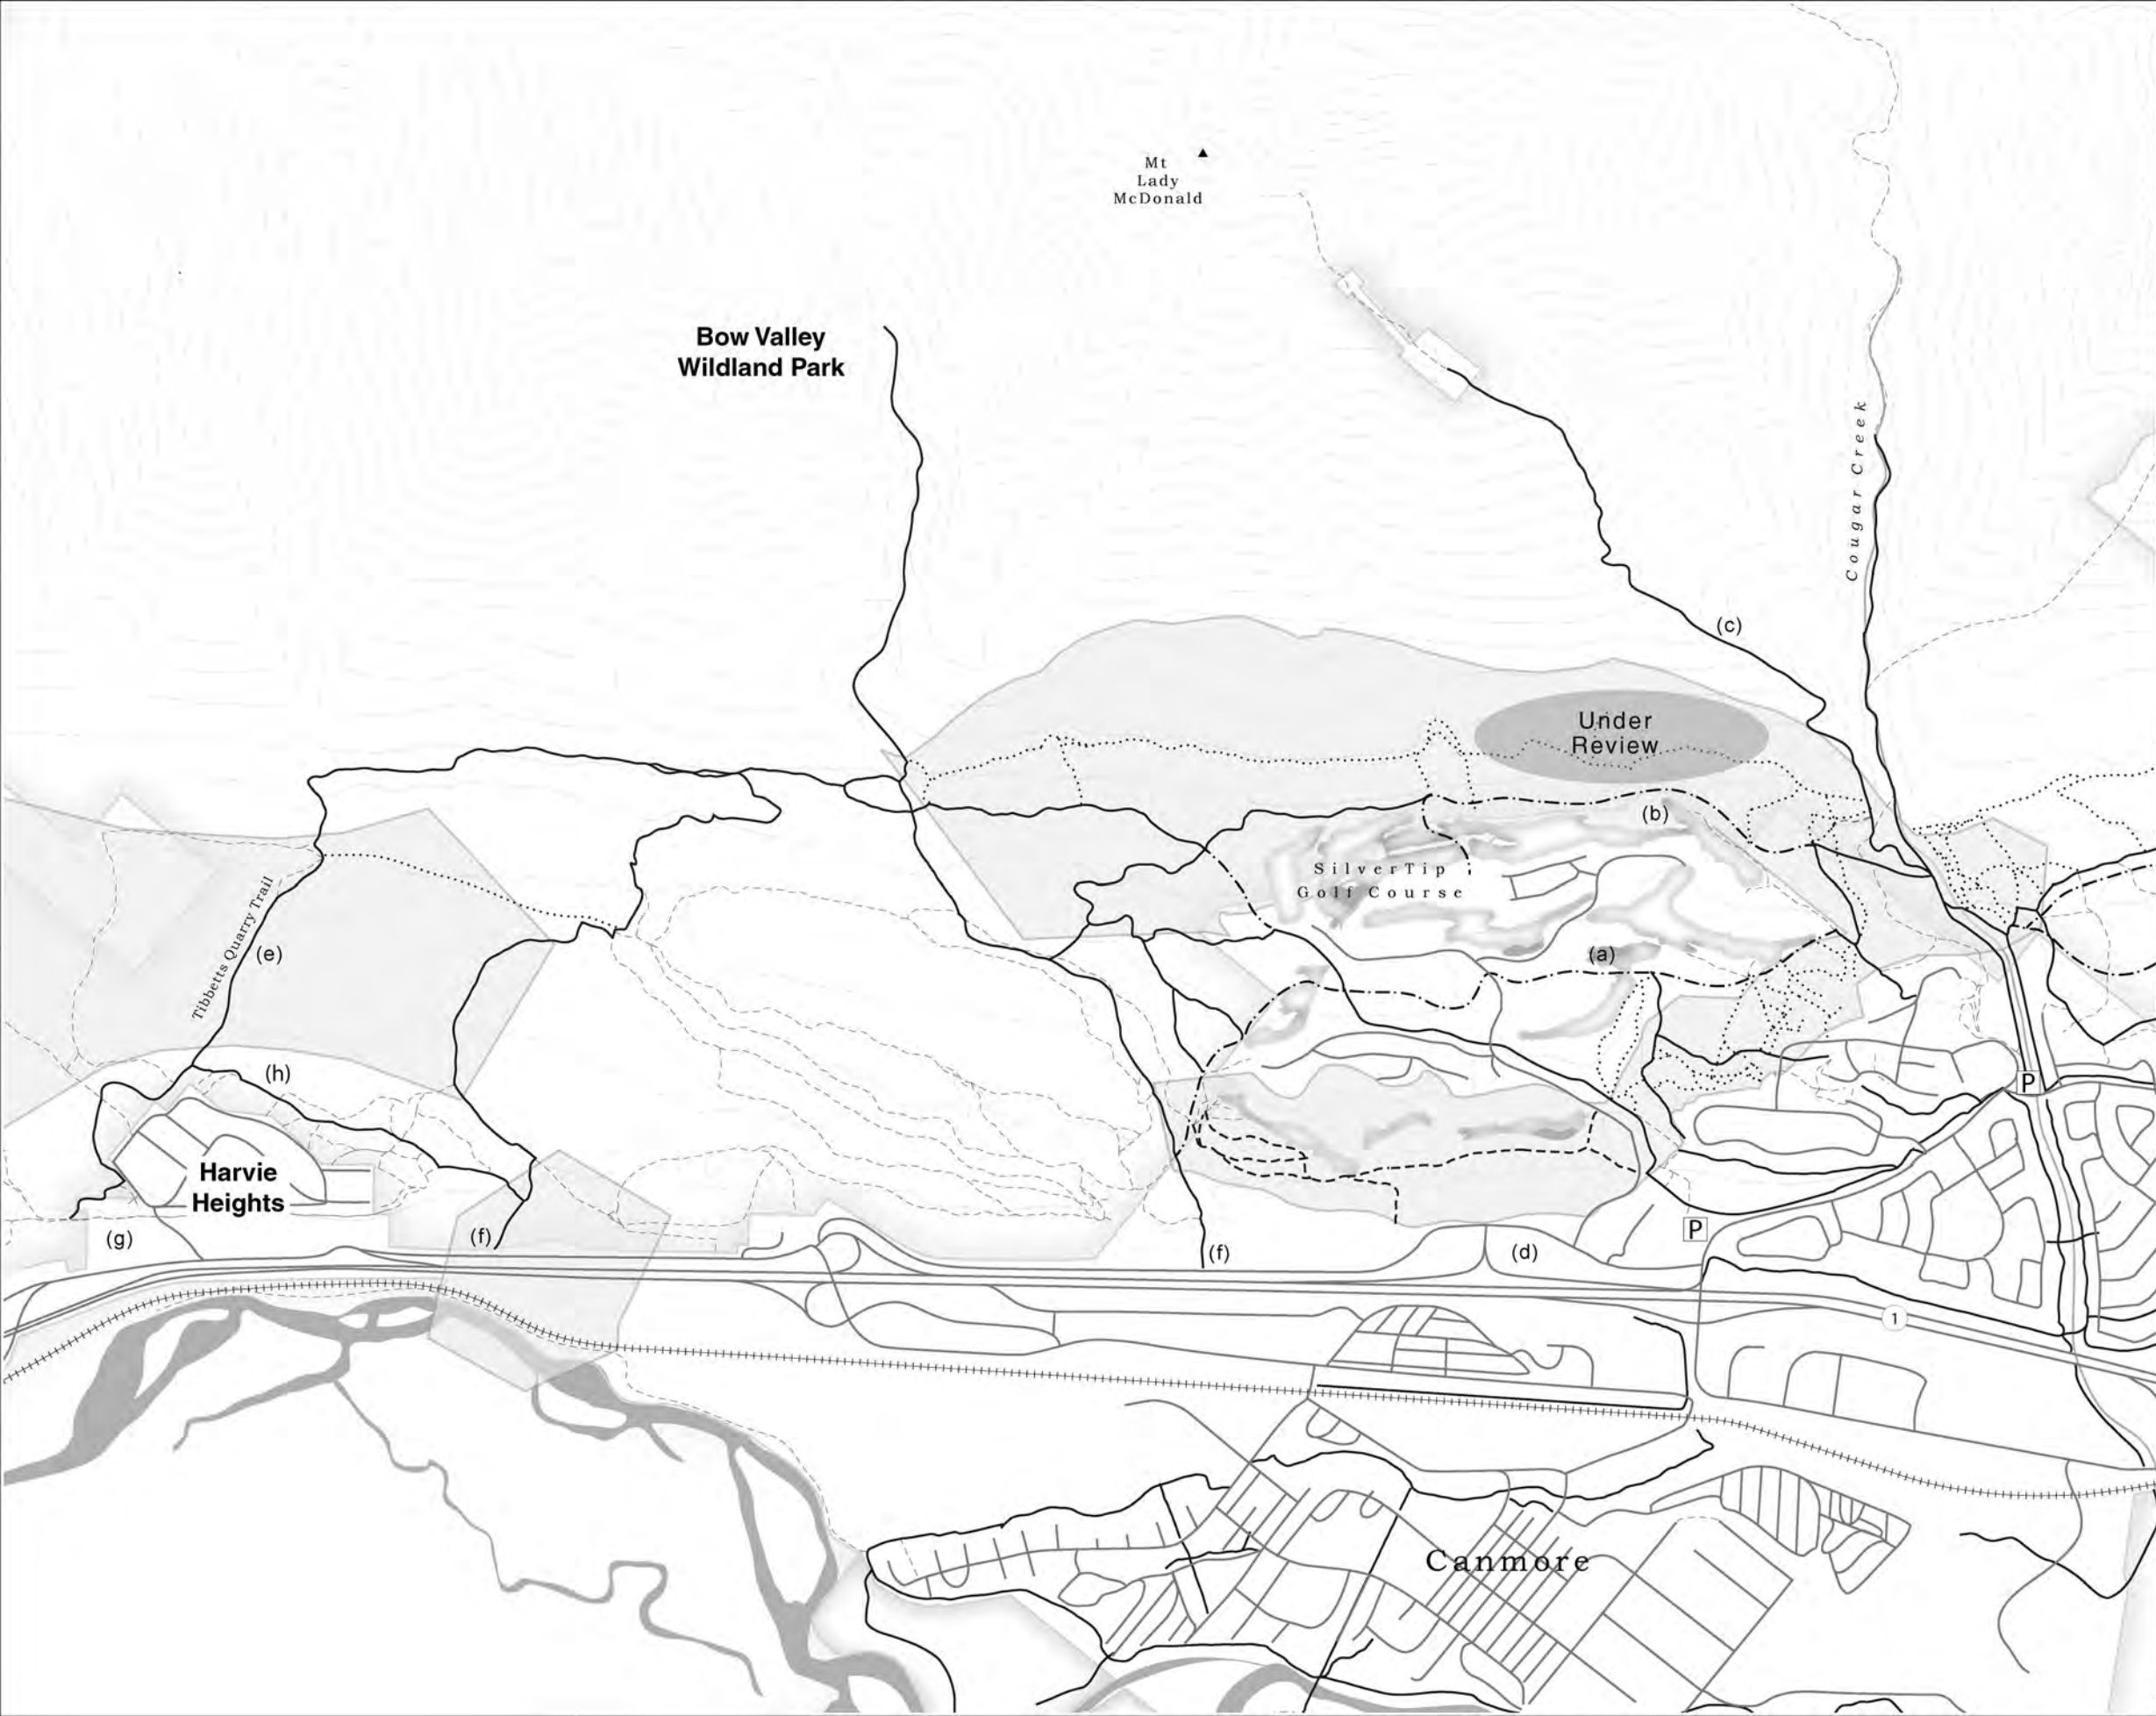 Mt
Lady
McDonald
Bow Valley
Wildland Park
Cougar Creek
(c)
Under
Review
(b)
SilverTip
Golf Course
(a)
Tibbetts Quarry Trail
(e)
(h)
P
Harvie
Heights
(g)
(f)
(f)
(d)
P
1
Canmore